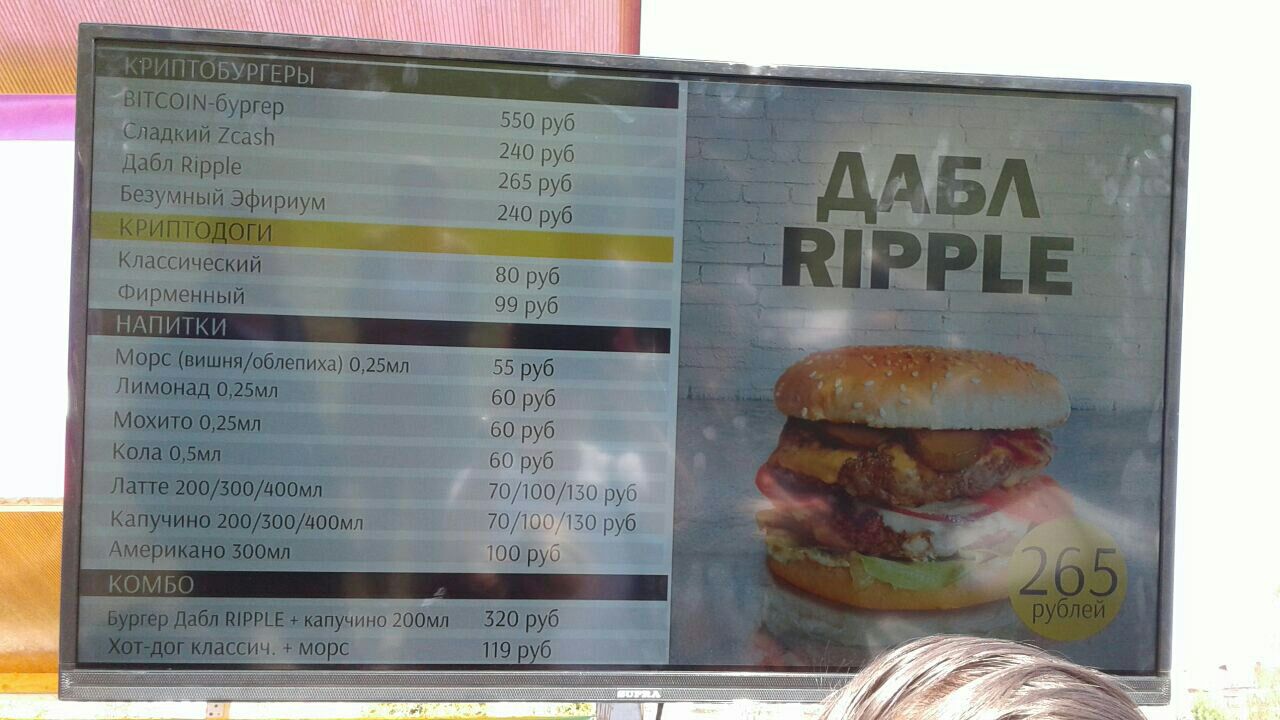 КРИПТОБУРГЕРЫ
BITCOIN-бургер 550 руб
Сладкий Zcash 240 руб
Дабл Ripple 265 руб
Безумный Эфириум 240 руб
КРИПТОДОГИ
Классический 80 руб
Фирменный 99 руб
НАПИТКИ
Морс (вишня/облепиха) 0,25мл 55 руб
Лимонад 0,25мл 60 руб
Мохито 0,25мл 60 руб
Кола 0,5мл 60 руб
Латте 200/300/400мл 70/100/130 руб
Капучино 200/300/400мл 70/100/130 руб
Американо 300мл 100 руб
КОМБО
Бургер Дабл RIPPLE + капучино 200мл 320 руб
Хот-дог классич. + морс 119 руб
ДАБЛ
RIPPLE
265
рублей
SUPRA